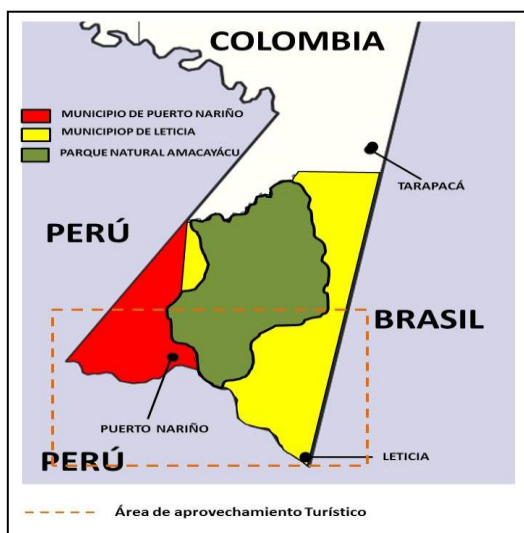 COLOMBIA
MUNICIPIO DE PUERTO NARIÑO
MUNICIPIOP DE LETICIA
PARQUE NATURAL AMACAYÁCU
TARAPACÁ
PERÚ
BRASIL
PUERTO NARIÑO
PERÚ
LETICIA
Área de aprovechamiento Turístico